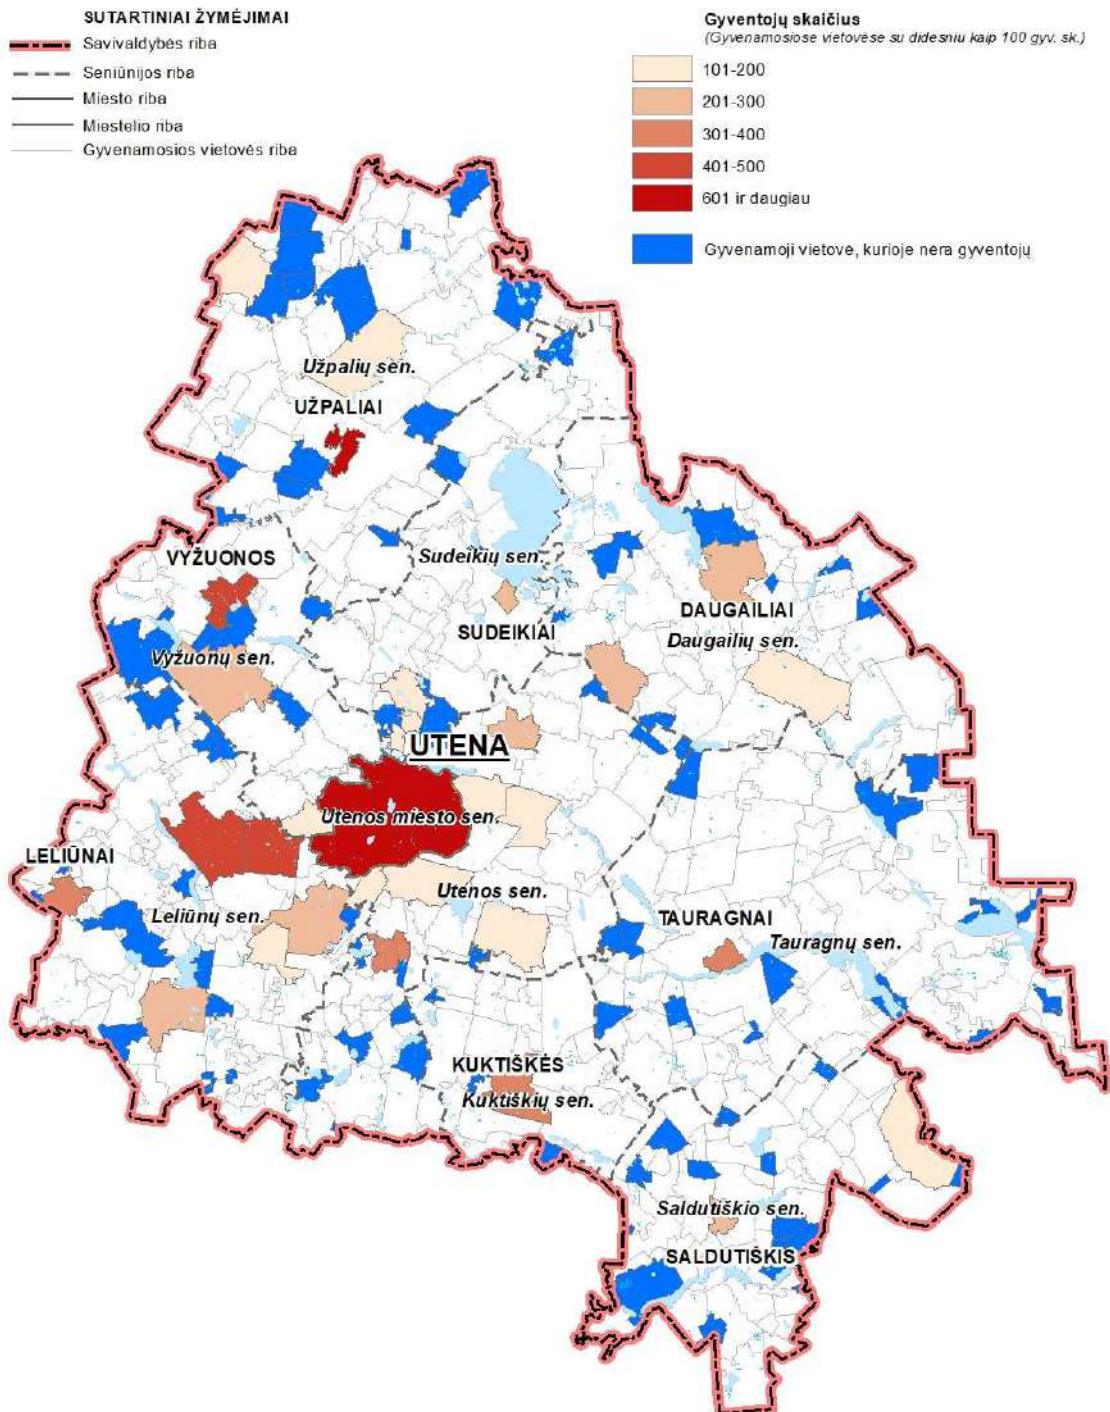 SUTARTINIAI ŽYMĖJIMAI
Savivaldybės riba
Seniūnijos riba
Miesto riba
Miestelio riba
Gyvenamosios vietovės riba
Gyventojų skaičius
(Gyvenamosiose vietovėse su didesniu kaip 100 gyv. sk.)
101-200
201-300
301-400
401-500
601 ir daugiau
Gyvenamoji vietovė, kurioje nėra gyventojų
Užpalių sen.
UŽPALIAI
VYŽUONOS
Sudeikių sen.
DAUGAILIAI
SUDEIKIAI
Daugailių sen.
Vyžuonų sen.
UTENA
Utenos miesto sen.
LELIŪNAI
Utenos sen.
Leliūnų sen.
TAURAGNAI
Tauragnų sen.
KUKTIŠKĖS
Kuktiškių sen.
Saldutiškio sen.
SALDUTIŠKIS